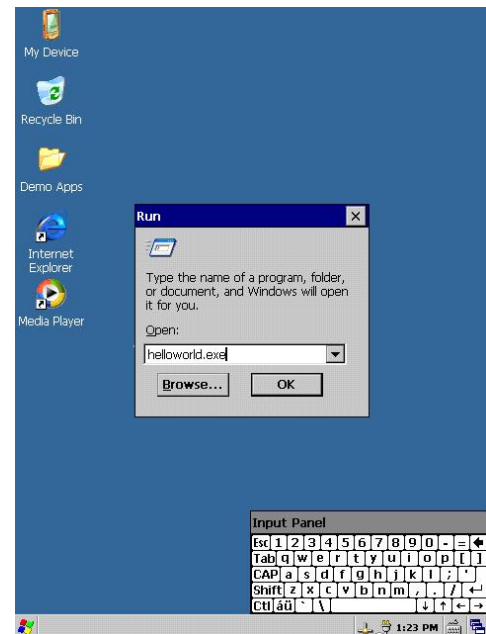 My Device
Recycle Bin
Demo Apps
Internet
Explorer
Media Player
Run
Type the name of a program, folder,
or document, and Windows will open
it for you.
Open:
helloworld.exe
Browse...
OK
Input Panel
Esc 1 2 3 4 5 6 7 8 9 0 - =
Tab q w e r t y u i o p [ ]
CAP a s d f g h j k l ; '
Shift z x c v b n m , . /
Ctl áü ` \
1:23 PM